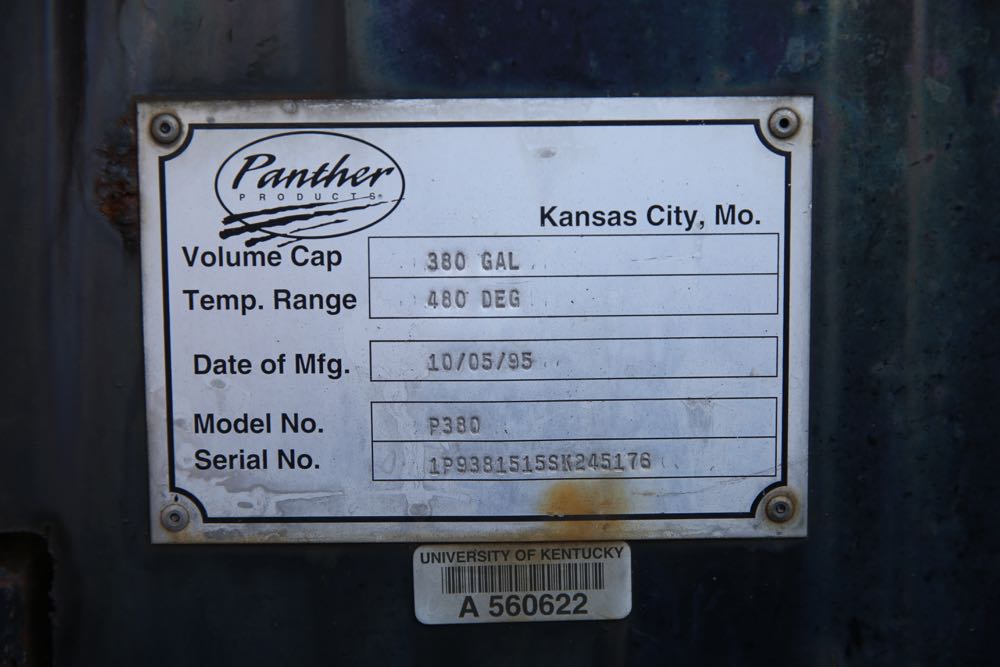 Panther
PRODUCTS®
Kansas City, Mo.
Volume Cap 380 GAL
Temp. Range 480 DEG
Date of Mfg. 10/05/95
Model No. P380
Serial No. 1P9381515SK245176
UNIVERSITY OF KENTUCKY
A 560622